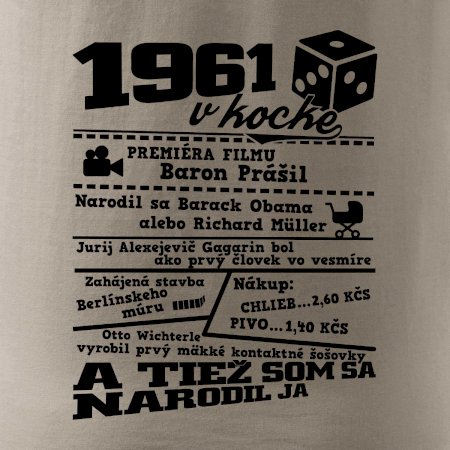 1961
v kocke
PREMIÉRA FILMU
Baron Prášil
Narodil sa Barack Obama
alebo Richard Müller
Jurij Alexejevič Gagarin bol
ako prvý človek vo vesmíre
Zahájená stavba
Berlínskeho
múru
Nákup:
CHLIEB...2,60 KČS
PIVO...1,40 KČS
Otto Wichterle
vyrobil prvý mäkké kontaktné šošovky
A TIEŽ SOM SA
NARODIL JA